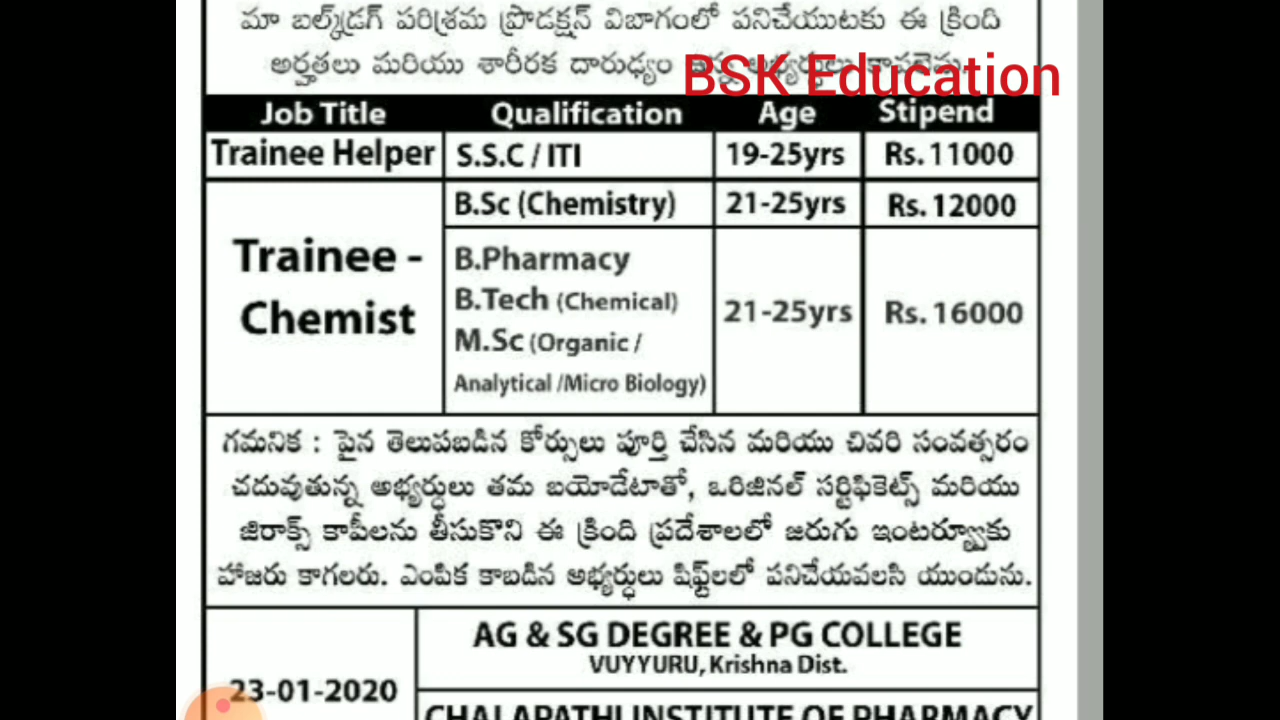 మా బల్క్‌డ్రగ్ పరిశ్రమ ప్రొడక్షన్ విభాగంలో పనిచేయుటకు ఈ క్రింది
అర్హతలు మరియు శారీరక దారుఢ్యం
BSK Education
Job Title Qualification Age Stipend
Trainee Helper S.S.C / ITI 19-25yrs Rs. 11000
B.Sc (Chemistry) 21-25yrs Rs. 12000
Trainee -
Chemist
B.Pharmacy
B.Tech (Chemical)
M.Sc (Organic /
Analytical /Micro Biology)
21-25yrs Rs. 16000
గమనిక : పైన తెలుపబడిన కోర్సులు పూర్తి చేసిన మరియు చివరి సంవత్సరం
చదువుతున్న అభ్యర్ధులు తమ బయోడేటాతో, ఒరిజినల్ సర్టిఫికెట్స్ మరియు
జిరాక్స్ కాపీలను తీసుకొని ఈ క్రింది ప్రదేశాలలో జరుగు ఇంటర్వ్యూకు
హాజరు కాగలరు. ఎంపిక కాబడిన అభ్యర్ధులు షిఫ్ట్‌లలో పనిచేయవలసి యుండును.
23-01-2020
AG & SG DEGREE & PG COLLEGE
VUYYURU, Krishna Dist.
CHALAPATHI INSTITUTE OF PHARMACY